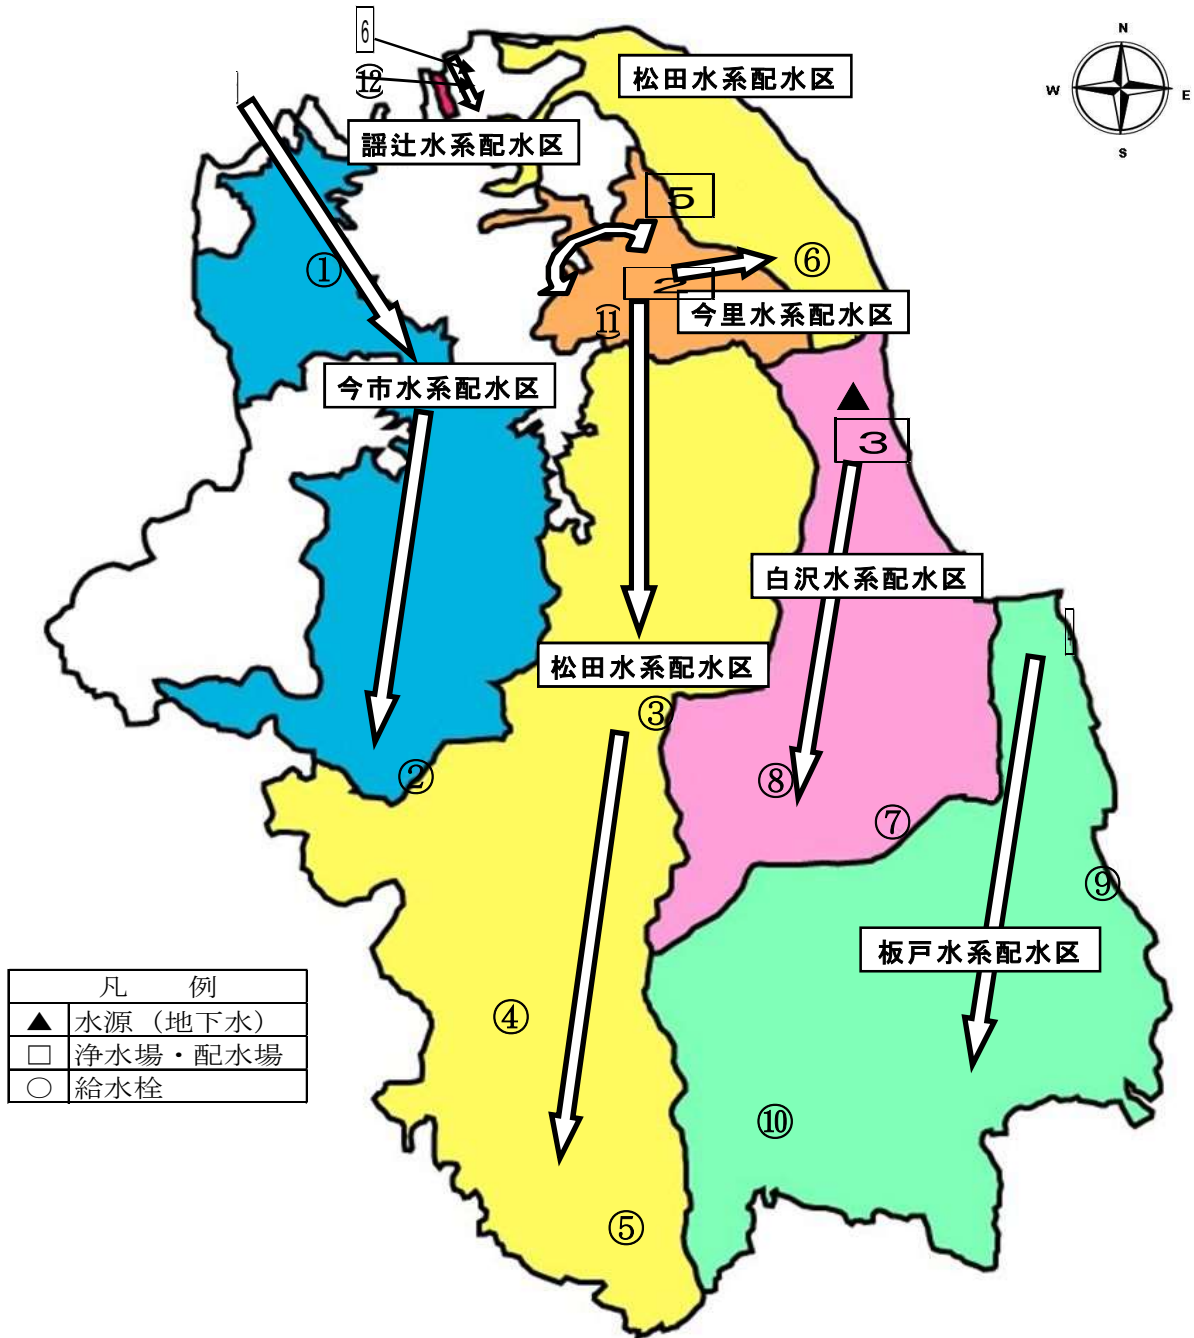 6
⑫
松田水系配水区
N
W
E
S
謡辻水系配水区
5
①
⑥
2
⑪
今里水系配水区
今市水系配水区
3
白沢水系配水区
松田水系配水区
③
②
⑧
⑦
⑨
板戸水系配水区
凡 例
▲ 水源（地下水）
□ 浄水場・配水場
○ 給水栓
④
⑩
⑤